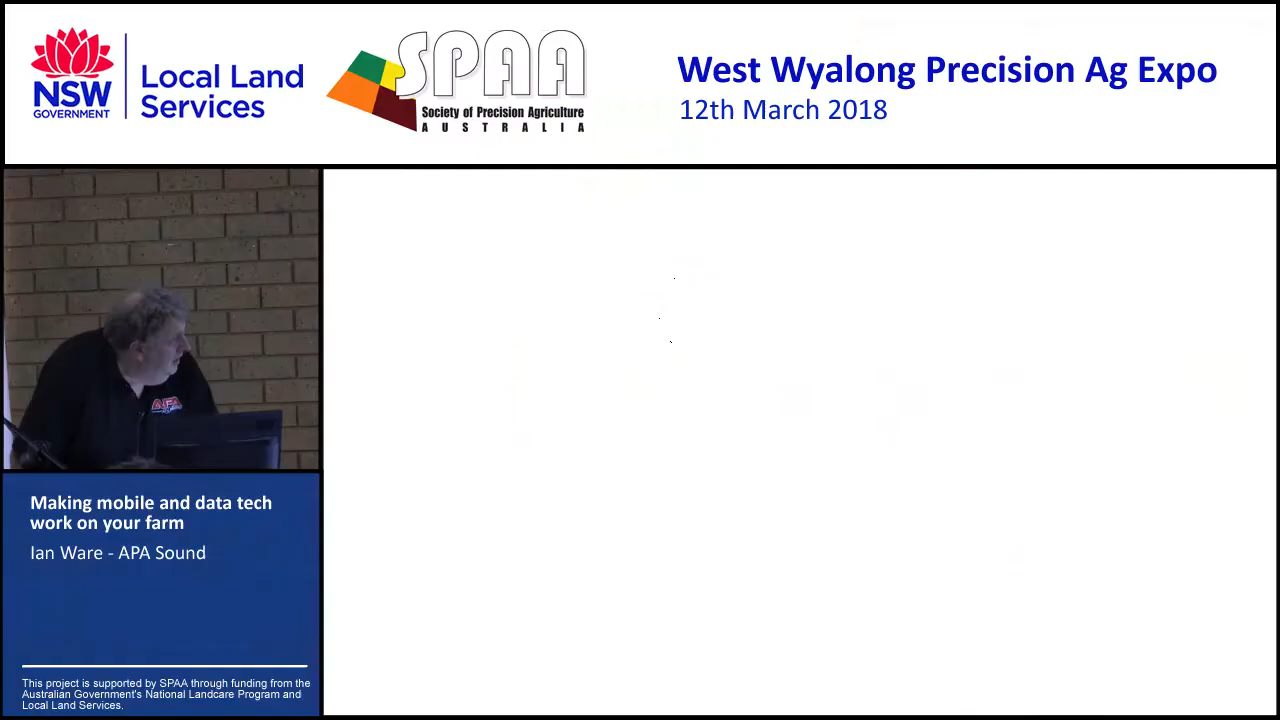 NSW
GOVERNMENT
Local Land
Services
SPAA
Society of Precision Agriculture
AUSTRALIA
West Wyalong Precision Ag Expo
12th March 2018
APA
Making mobile and data tech
work on your farm
Ian Ware - APA Sound
This project is supported by SPAA through funding from the
Australian Government's National Landcare Program and
Local Land Services.